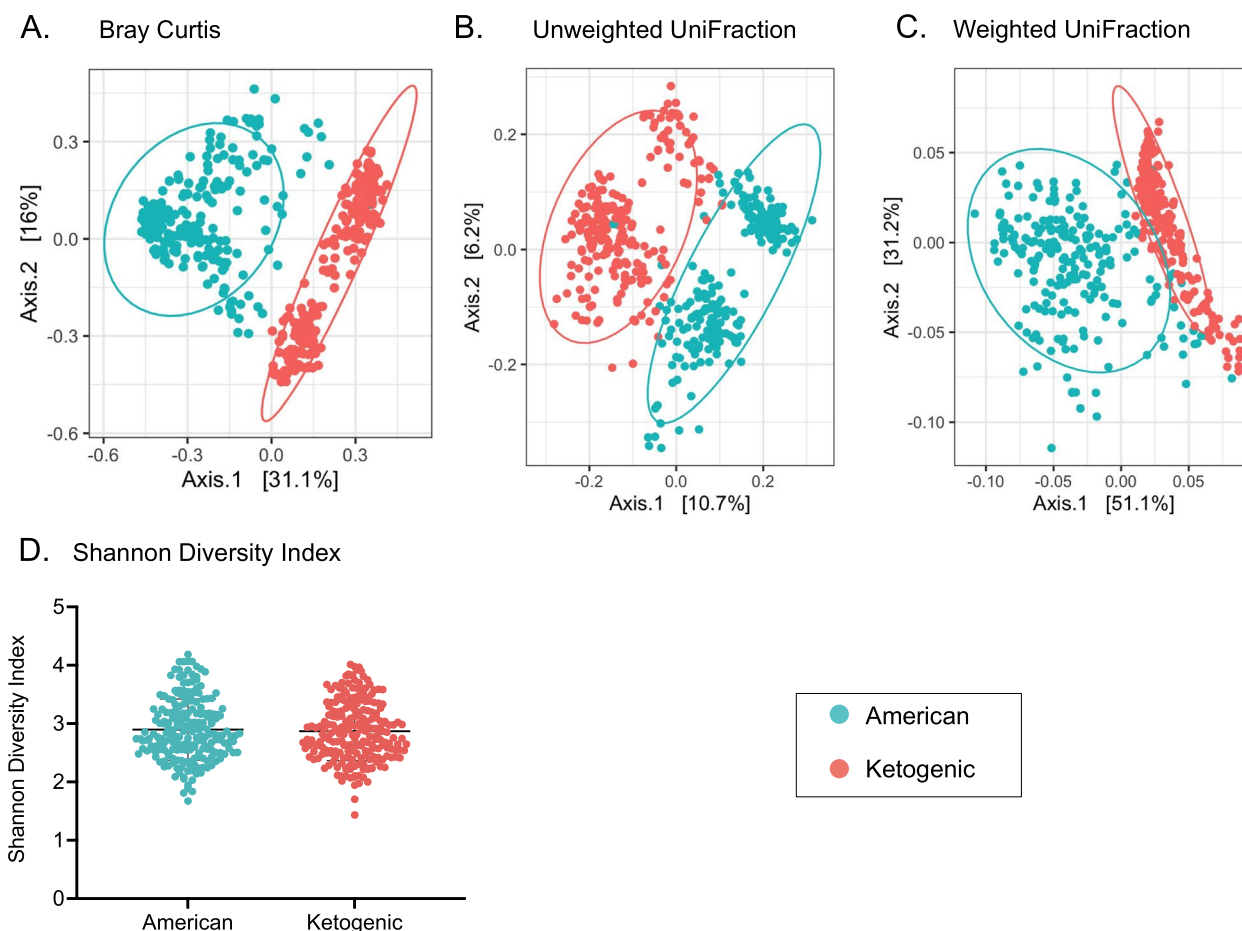 A. Bray Curtis
B. Unweighted UniFraction
C. Weighted UniFraction
Axis.2 [16%]
0.3
0.0
-0.3
-0.6
-0.6 -0.3 0.0 0.3
Axis.1 [31.1%]
Axis.2 [6.2%]
0.2
0.0
-0.2
-0.2 0.0 0.2
Axis.1 [10.7%]
Axis.2 [31.2%]
0.05
0.00
-0.05
-0.10
-0.10 -0.05 0.00 0.05
Axis.1 [51.1%]
D. Shannon Diversity Index
Shannon Diversity Index
5
4
3
2
1
0
American Ketogenic
American
Ketogenic